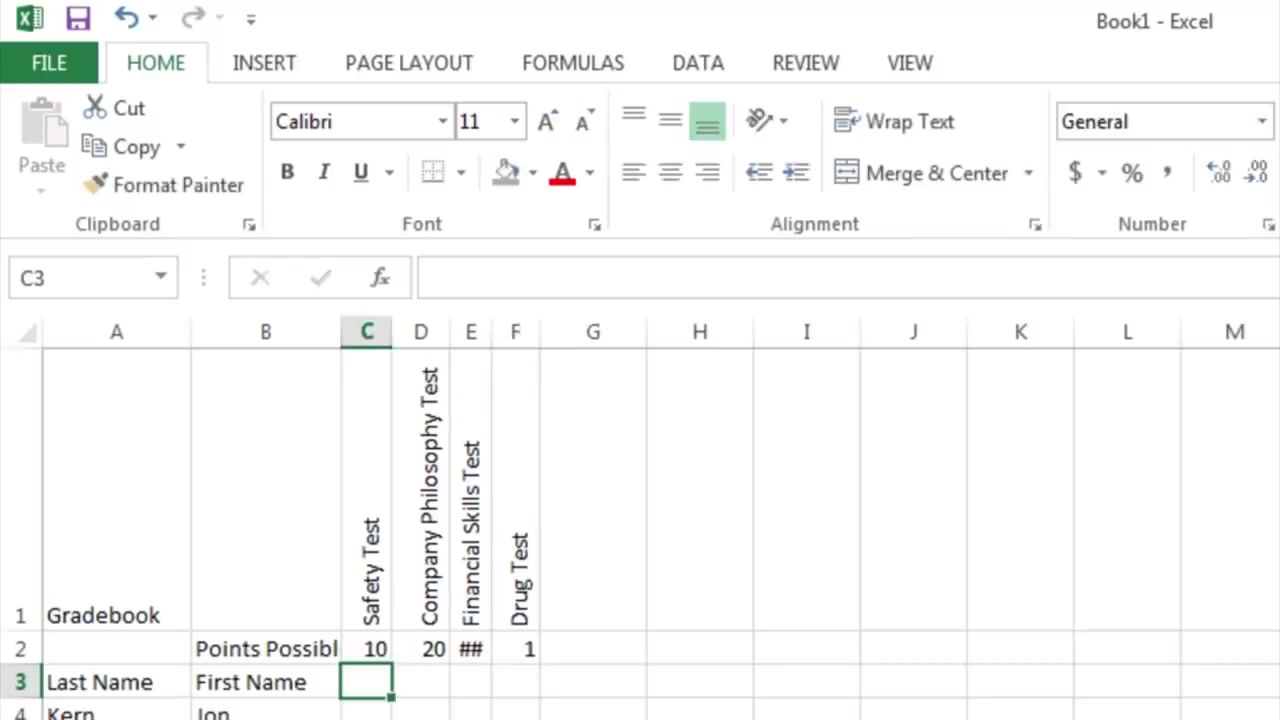 Book1 - Excel
FILE HOME INSERT PAGE LAYOUT FORMULAS DATA REVIEW VIEW
Cut
Calibri 11 Wrap Text General
Copy
Paste
B I U A Merge & Center $ % , .00 .00
Format Painter
Clipboard Font Alignment Number
C3 fx
A B C D E F G H I J K L M
1 Gradebook Safety Test Company Philosophy Test Financial Skills Test Drug Test
2 Points Possibl 10 20 ## 1
3 Last Name First Name
4 Kern Jon